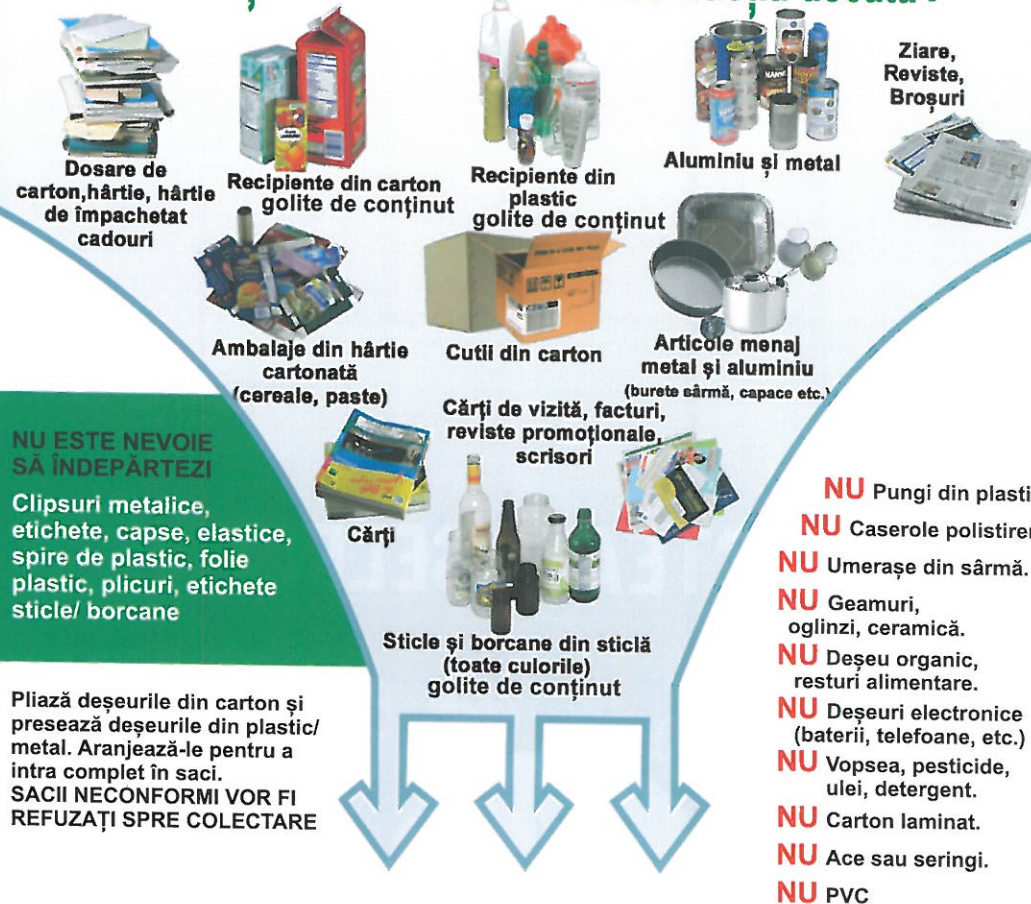 Ziare,
Reviste,
Broșuri
Dosare de
carton,hârtie, hârtie
de împachetat
cadouri
Recipiente din carton
golite de conținut
Recipiente din
plastic
golite de conținut
Aluminiu și metal
Ambalaje din hârtie
cartonată
(cereale, paste)
Cutii din carton
Articole menaj
metal și aluminiu
(burete sârmă, capace etc.)
Cărți de vizită, facturi,
reviste promoționale,
scrisori
Cărți
NU ESTE NEVOIE
SĂ ÎNDEPĂRTEZI
Clipsuri metalice,
etichete, capse, elastice,
spire de plastic, folie
plastic, plicuri, etichete
sticle/ borcane
Sticle și borcane din sticlă
(toate culorile)
golite de conținut
Pliază deșeurile din carton și
presează deșeurile din plastic/
metal. Aranjează-le pentru a
intra complet în saci.
SACII NECONFORMI VOR FI
REFUZAȚI SPRE COLECTARE
NU Pungi din plasti
NU Caserole polistiren
NU Umerașe din sârmă.
NU Geamuri,
oglinzi, ceramică.
NU Deșeu organic,
resturi alimentare.
NU Deșeuri electronice
(baterii, telefoane, etc.)
NU Vopsea, pesticide,
ulei, detergent.
NU Carton laminat.
NU Ace sau seringi.
NU PVC